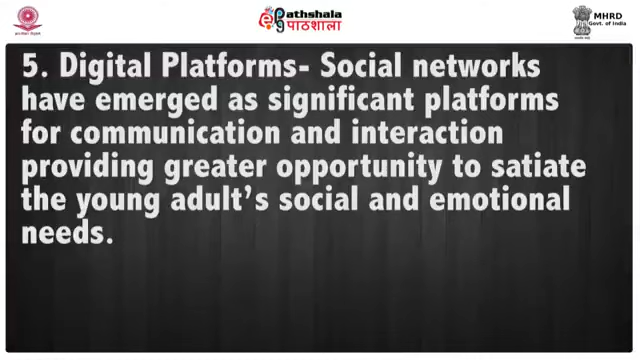 ePathshala
पाठशाला
MHRD
Govt. of India
5. Digital Platforms- Social networks
have emerged as significant platforms
for communication and interaction
providing greater opportunity to satiate
the young adult’s social and emotional
needs.